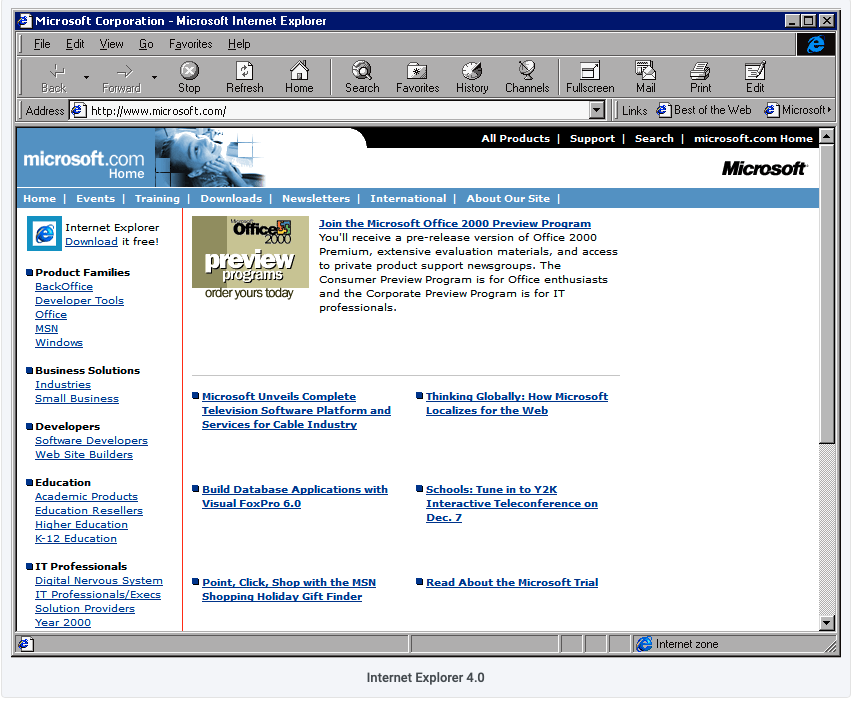 Microsoft Corporation - Microsoft Internet Explorer
File Edit View Go Favorites Help
Back Forward Stop Refresh Home Search Favorites History Channels Fullscreen Mail Print Edit
Address http://www.microsoft.com/ Links Best of the Web Microsoft
All Products | Support | Search | microsoft.com Home
microsoft.com
Home
Microsoft
Home | Events | Training | Downloads | Newsletters | International | About Our Site |
Internet Explorer
Download it free!
Product Families
BackOffice
Developer Tools
Office
MSN
Windows
Business Solutions
Industries
Small Business
Developers
Software Developers
Web Site Builders
Education
Academic Products
Education Resellers
Higher Education
K-12 Education
IT Professionals
Digital Nervous System
IT Professionals/Execs
Solution Providers
Year 2000
Microsoft
Office
2000
preview
programs
order yours today
Join the Microsoft Office 2000 Preview Program
You'll receive a pre-release version of Office 2000
Premium, extensive evaluation materials, and access
to private product support newsgroups. The
Consumer Preview Program is for Office enthusiasts
and the Corporate Preview Program is for IT
professionals.
Microsoft Unveils Complete
Television Software Platform and
Services for Cable Industry
Thinking Globally: How Microsoft
Localizes for the Web
Build Database Applications with
Visual FoxPro 6.0
Schools: Tune in to Y2K
Interactive Teleconference on
Dec. 7
Point, Click, Shop with the MSN
Shopping Holiday Gift Finder
Read About the Microsoft Trial
Internet zone
Internet Explorer 4.0